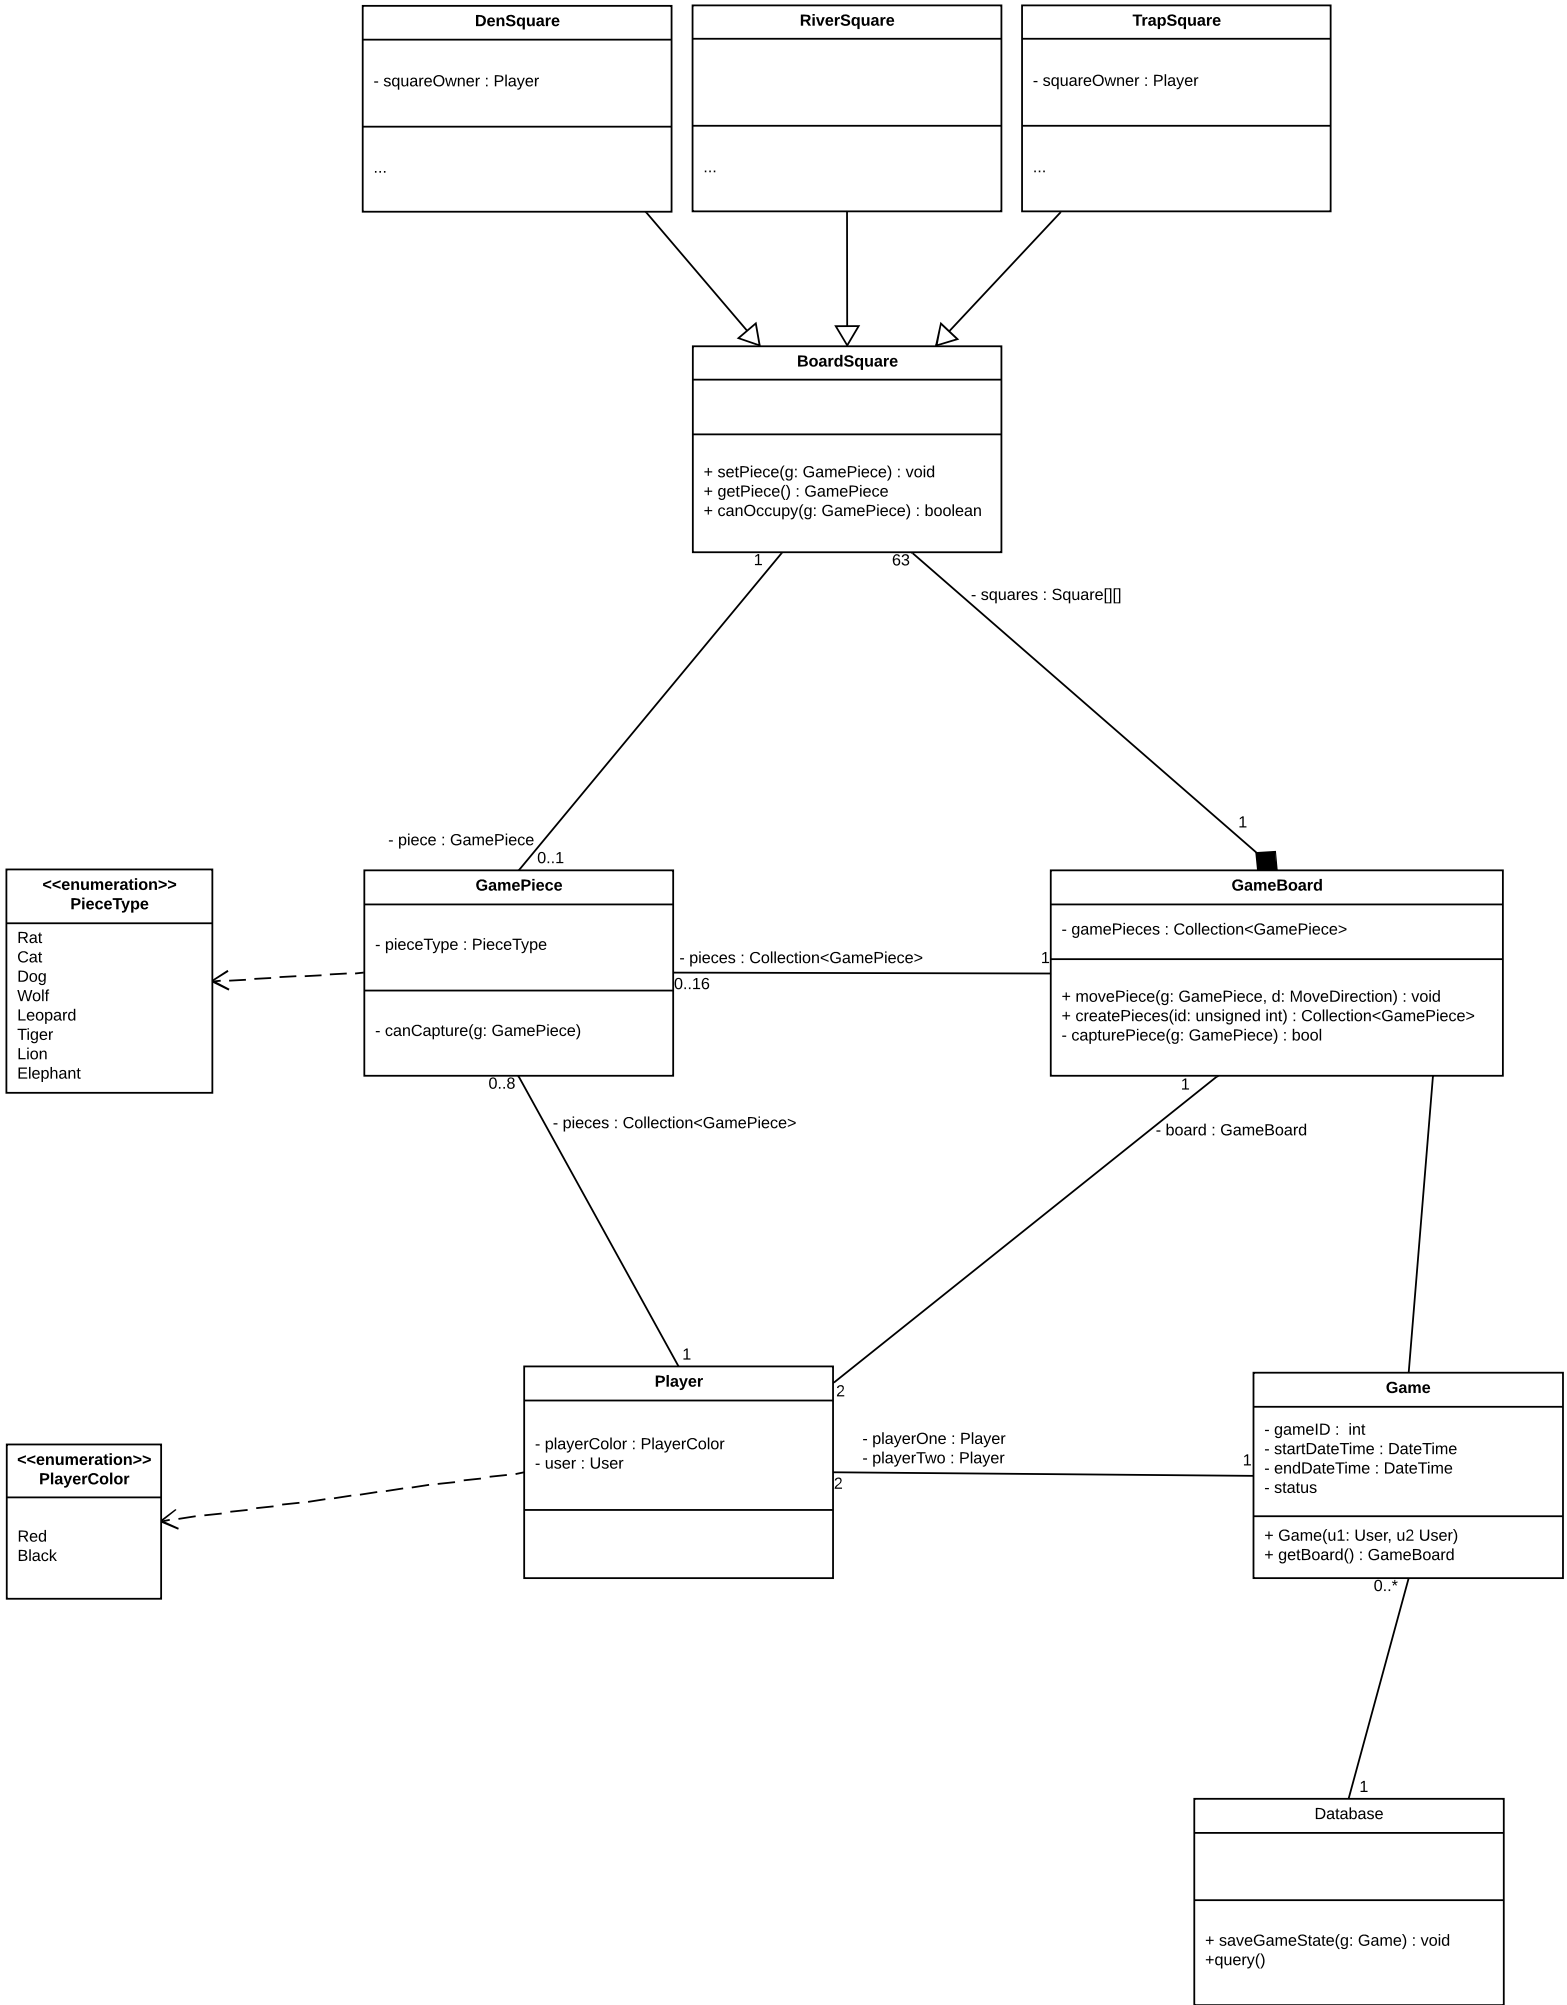 DenSquare
- squareOwner : Player
...
RiverSquare
...
TrapSquare
- squareOwner : Player
...
BoardSquare
+ setPiece(g: GamePiece) : void
+ getPiece() : GamePiece
+ canOccupy(g: GamePiece) : boolean
1
63
- squares : Square[][]
- piece : GamePiece
0..1
1
<<enumeration>>
PieceType
Rat
Cat
Dog
Wolf
Leopard
Tiger
Lion
Elephant
GamePiece
- pieceType : PieceType
- canCapture(g: GamePiece)
- pieces : Collection<GamePiece>
0..16
1
GameBoard
- gamePieces : Collection<GamePiece>
+ movePiece(g: GamePiece, d: MoveDirection) : void
+ createPieces(id: unsigned int) : Collection<GamePiece>
- capturePiece(g: GamePiece) : bool
0..8
- pieces : Collection<GamePiece>
1
1
- board : GameBoard
2
<<enumeration>>
PlayerColor
Red
Black
Player
- playerColor : PlayerColor
- user : User
- playerOne : Player
- playerTwo : Player
2
1
Game
- gameID :  int
- startDateTime : DateTime
- endDateTime : DateTime
- status
+ Game(u1: User, u2 User)
+ getBoard() : GameBoard
0..*
1
Database
+ saveGameState(g: Game) : void
+query()